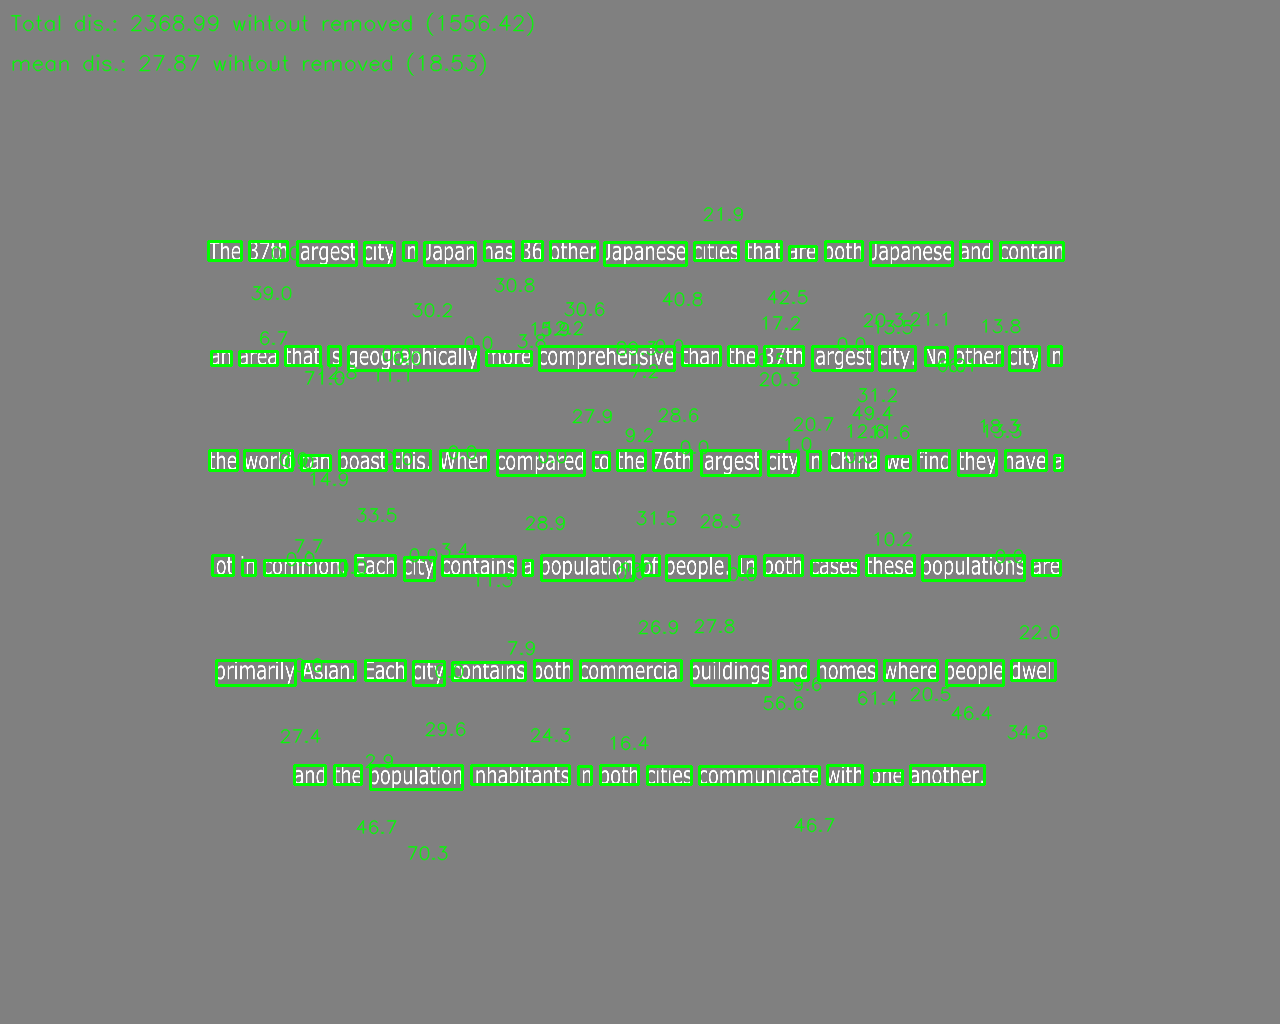 Total dis.: 2368.99 wihtout removed (1556.42)
mean dis.: 27.87 wihtout removed (18.53)
21.9
The 37th largest city in Japan has 36 other Japanese cities that are both Japanese and contain
39.0 30.2 30.8 30.6 40.8 42.5
6.7 0.0 3.8 17.2 21.1 13.8
an area that is geographically more comprehensive than the 37th largest city. No other city in
71.0 11.1 7.2 20.3
27.9 9.2 28.6 20.7 31.2 49.4 11.6
the world can boast this. When compared to the 76th largest city in China we find they have a
14.9
33.5 28.9 31.5 28.3
7.7 3.4 10.2
lot in common. Each city contains a population of people. In both cases these populations are
26.9 27.8 22.0
7.9
primarily Asian. Each city contains both commercial buildings and homes where people dwell
56.6 61.4 20.5 46.4
27.4 29.6 24.3 16.4 34.8
and the population inhabitants in both cities communicate with one another.
46.7 46.7
70.3